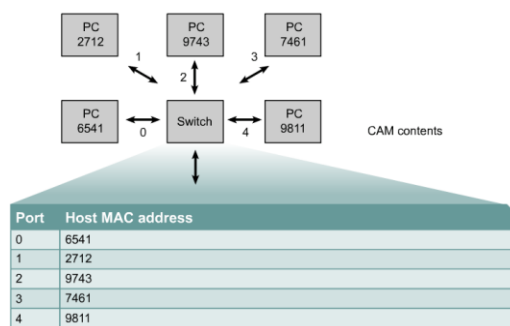 PC
2712
PC
9743
PC
7461
1
2
3
PC
6541
0
Switch
4
PC
9811
CAM contents
Port Host MAC address
0 6541
1 2712
2 9743
3 7461
4 9811